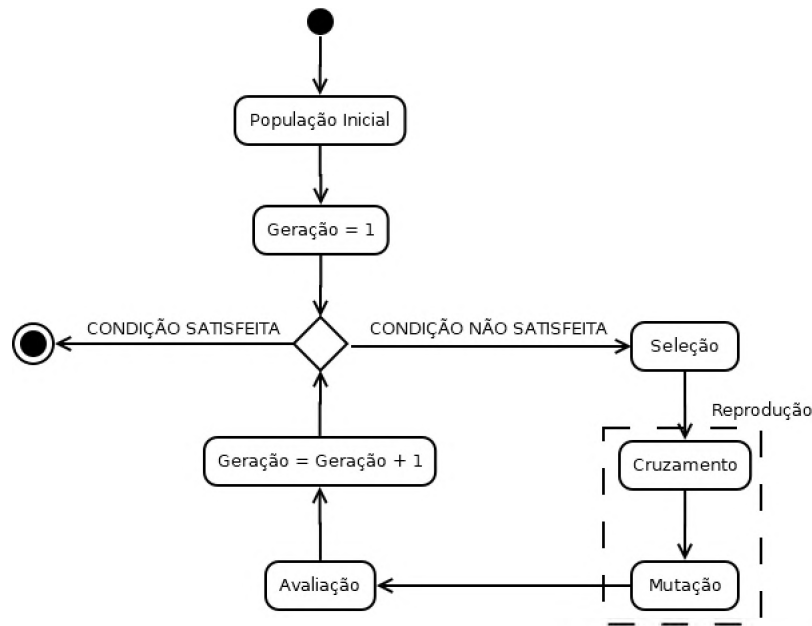 População Inicial
Geração = 1
CONDIÇÃO SATISFEITA
CONDIÇÃO NÃO SATISFEITA
Seleção
Reprodução
Cruzamento
Geração = Geração + 1
Avaliação
Mutação